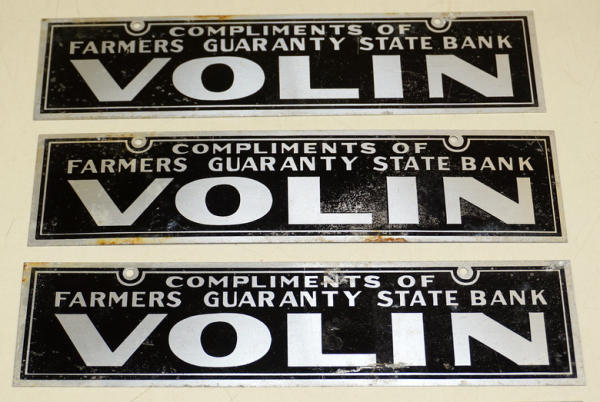 COMPLIMENTS OF
FARMERS GUARANTY STATE BANK
VOLIN
COMPLIMENTS OF
FARMERS GUARANTY STATE BANK
VOLIN
COMPLIMENTS OF
FARMERS GUARANTY STATE BANK
VOLIN